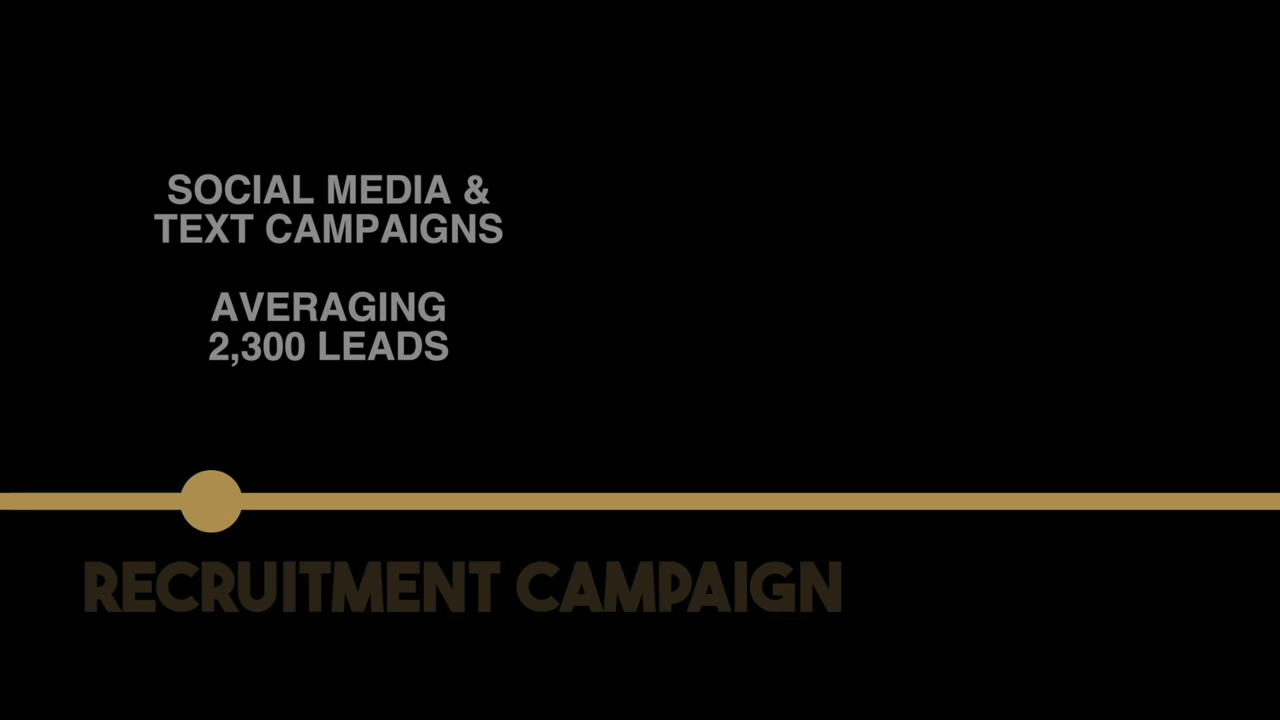 SOCIAL MEDIA &
TEXT CAMPAIGNS
AVERAGING
2,300 LEADS
RECRUITMENT CAMPAIGN